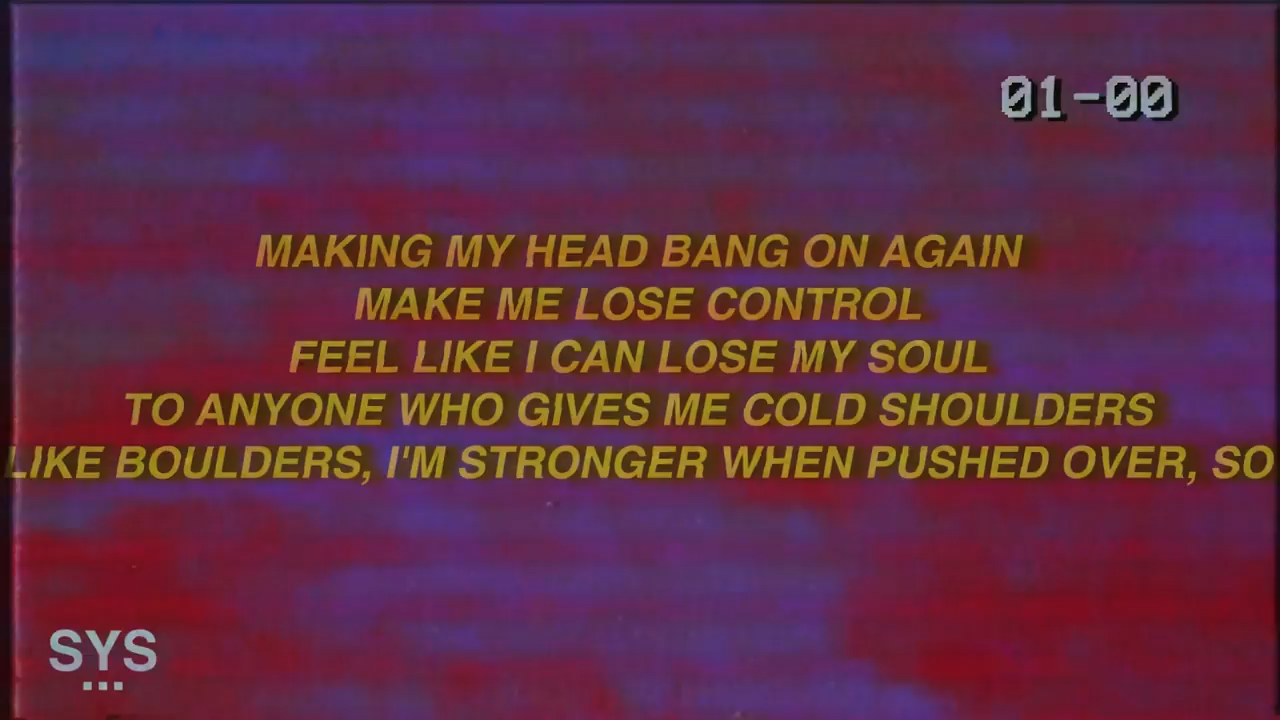 01-00
MAKING MY HEAD BANG ON AGAIN
MAKE ME LOSE CONTROL
FEEL LIKE I CAN LOSE MY SOUL
TO ANYONE WHO GIVES ME COLD SHOULDERS
LIKE BOULDERS, I'M STRONGER WHEN PUSHED OVER, SO
SYS
...